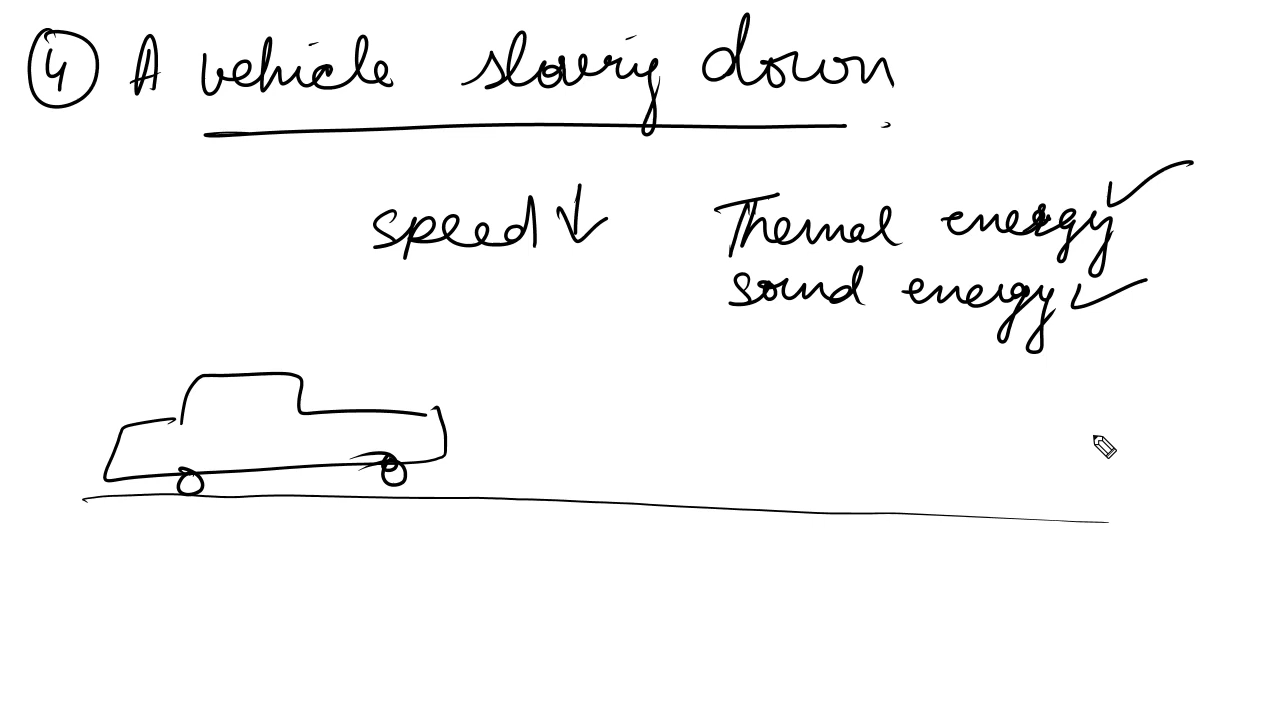 4 A vehicle slowing down
speed ↓ Thermal energy ✓
sound energy ✓